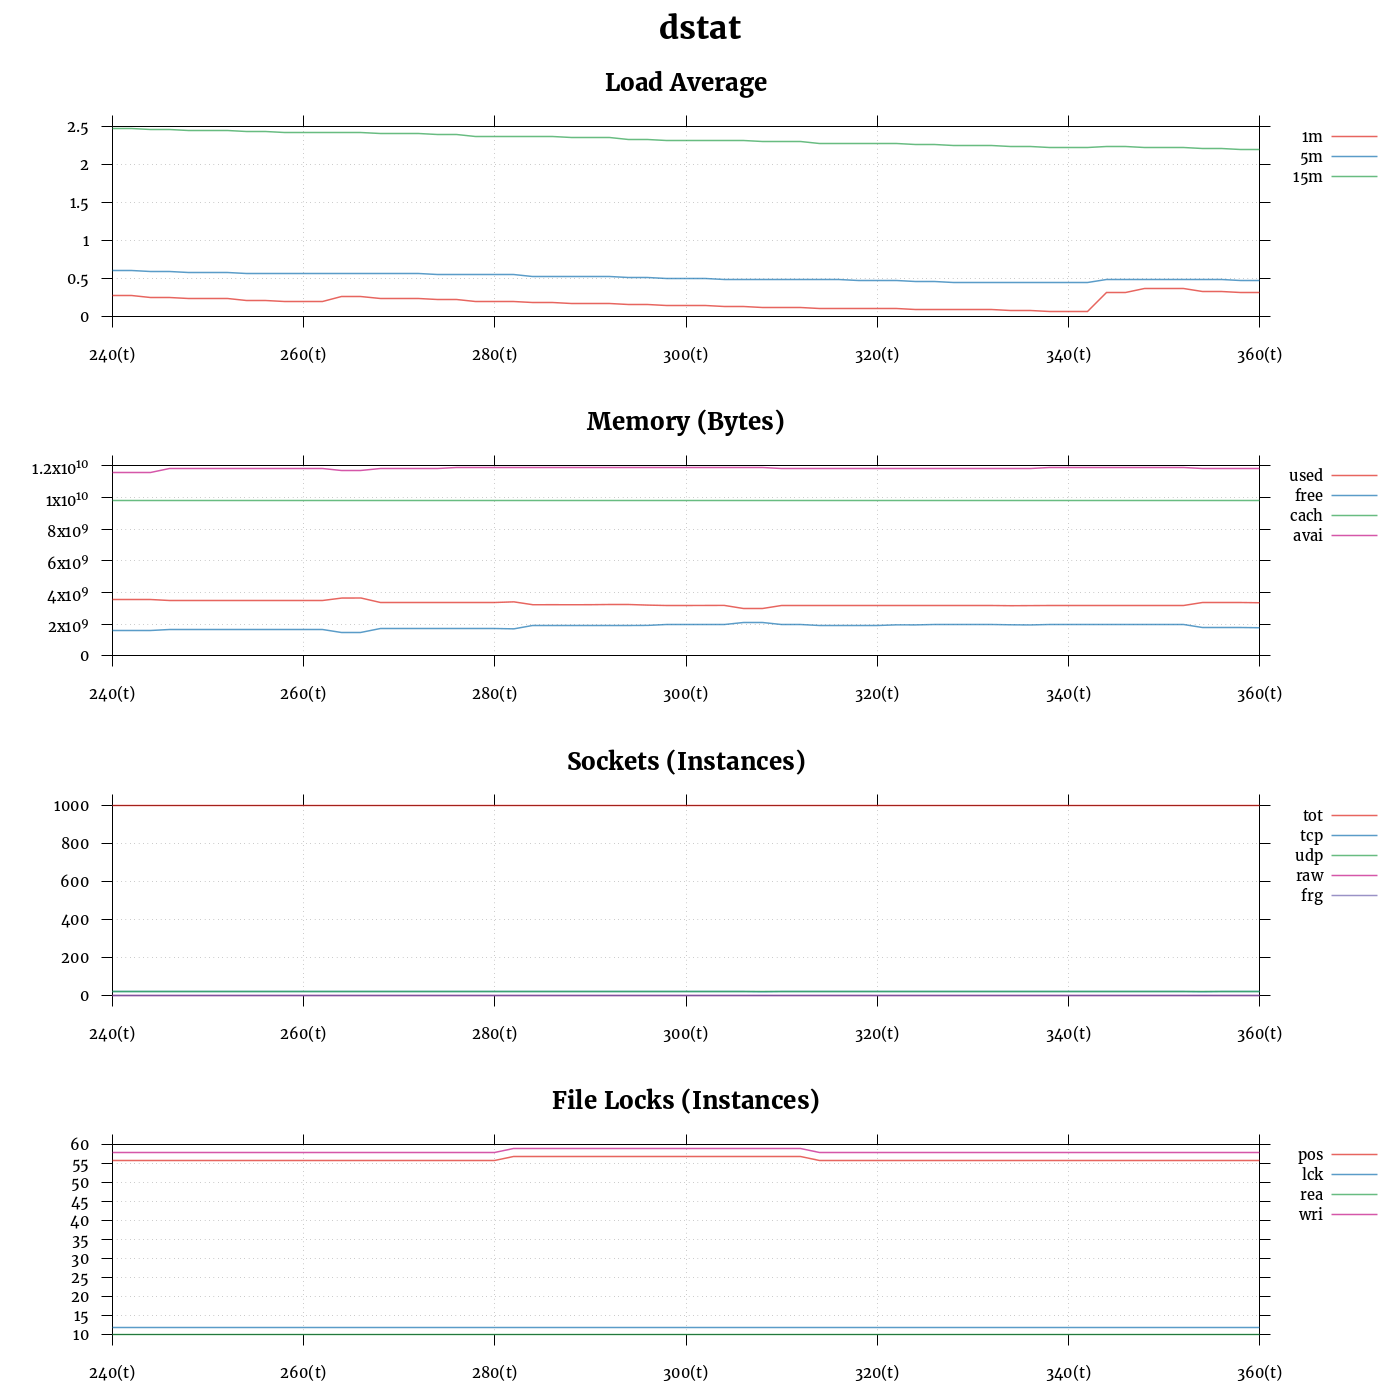 dstat
Load Average
2.5
2
1.5
1
0.5
0
240(t) 260(t) 280(t) 300(t) 320(t) 340(t) 360(t)
1m
5m
15m
Memory (Bytes)
1.2x10¹⁰
1x10¹⁰
8x10⁹
6x10⁹
4x10⁹
2x10⁹
0
240(t) 260(t) 280(t) 300(t) 320(t) 340(t) 360(t)
used
free
cach
avai
Sockets (Instances)
1000
800
600
400
200
0
240(t) 260(t) 280(t) 300(t) 320(t) 340(t) 360(t)
tot
tcp
udp
raw
frg
File Locks (Instances)
60
55
50
45
40
35
30
25
20
15
10
240(t) 260(t) 280(t) 300(t) 320(t) 340(t) 360(t)
pos
lck
rea
wri